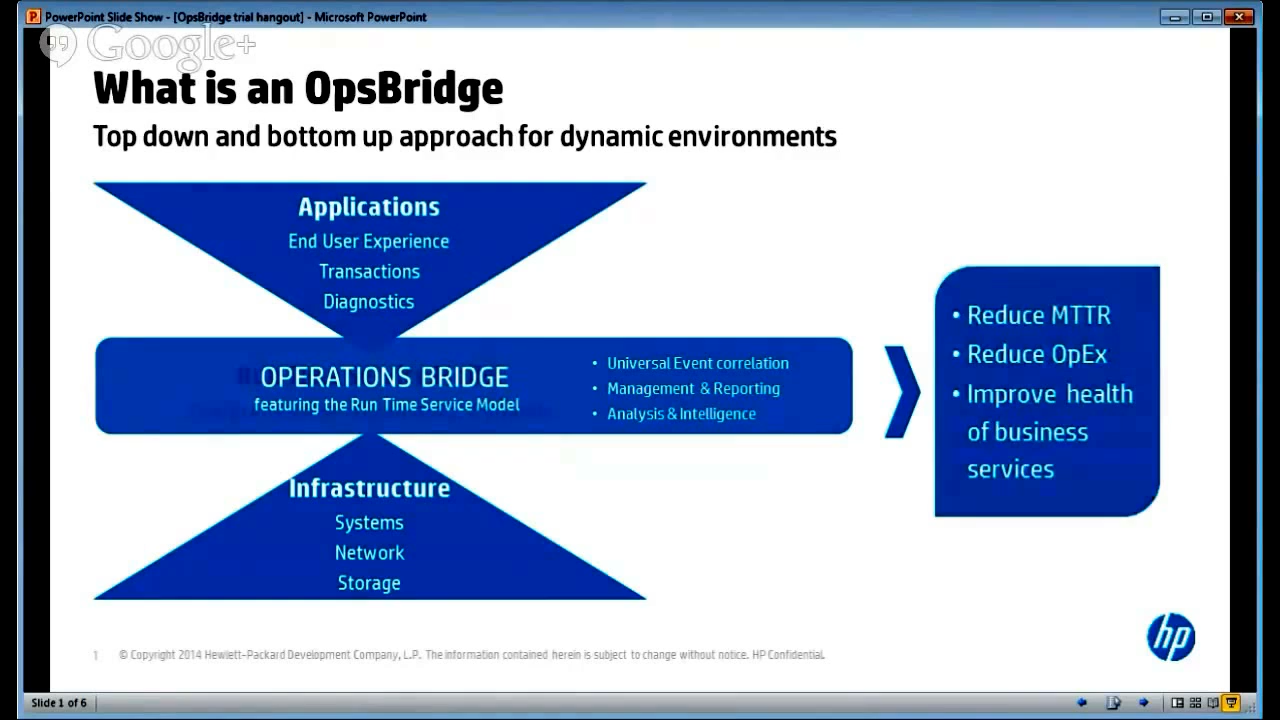 PowerPoint Slide Show - [OpsBridge trial hangout] - Microsoft PowerPoint
Google+
What is an OpsBridge
Top down and bottom up approach for dynamic environments
Applications
End User Experience
Transactions
Diagnostics
OPERATIONS BRIDGE
featuring the Run Time Service Model
• Universal Event correlation
• Management & Reporting
• Analysis & Intelligence
• Reduce MTTR
• Reduce OpEx
• Improve health
of business
services
Infrastructure
Systems
Network
Storage
hp
1 © Copyright 2014 Hewlett-Packard Development Company, L.P. The information contained herein is subject to change without notice. HP Confidential.
Slide 1 of 6